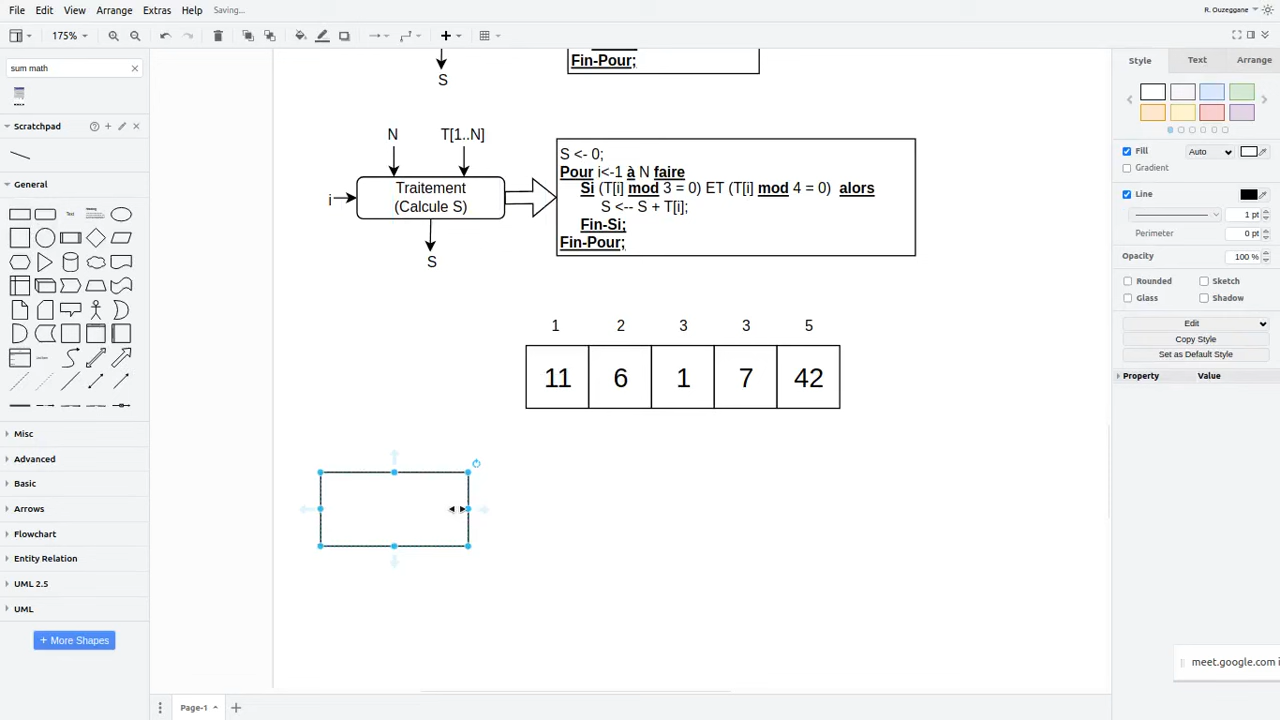 File Edit View Arrange Extras Help Saving...
R. Ouzeggane
175%
sum math
Scratchpad
General
Text
Misc
Advanced
Basic
Arrows
Flowchart
Entity Relation
UML 2.5
UML
+ More Shapes
S
Fin-Pour;
N T[1..N]
i
Traitement
(Calcule S)
S
S <- 0;
Pour i<-1 à N faire
Si (T[i] mod 3 = 0) ET (T[i] mod 4 = 0) alors
S <-- S + T[i];
Fin-Si;
Fin-Pour;
1 2 3 3 5
11 6 1 7 42
Style Text Arrange
Fill Auto
Gradient
Line
1 pt
Perimeter 0 pt
Opacity 100 %
Rounded Sketch
Glass Shadow
Edit
Copy Style
Set as Default Style
Property Value
meet.google.com i
Page-1